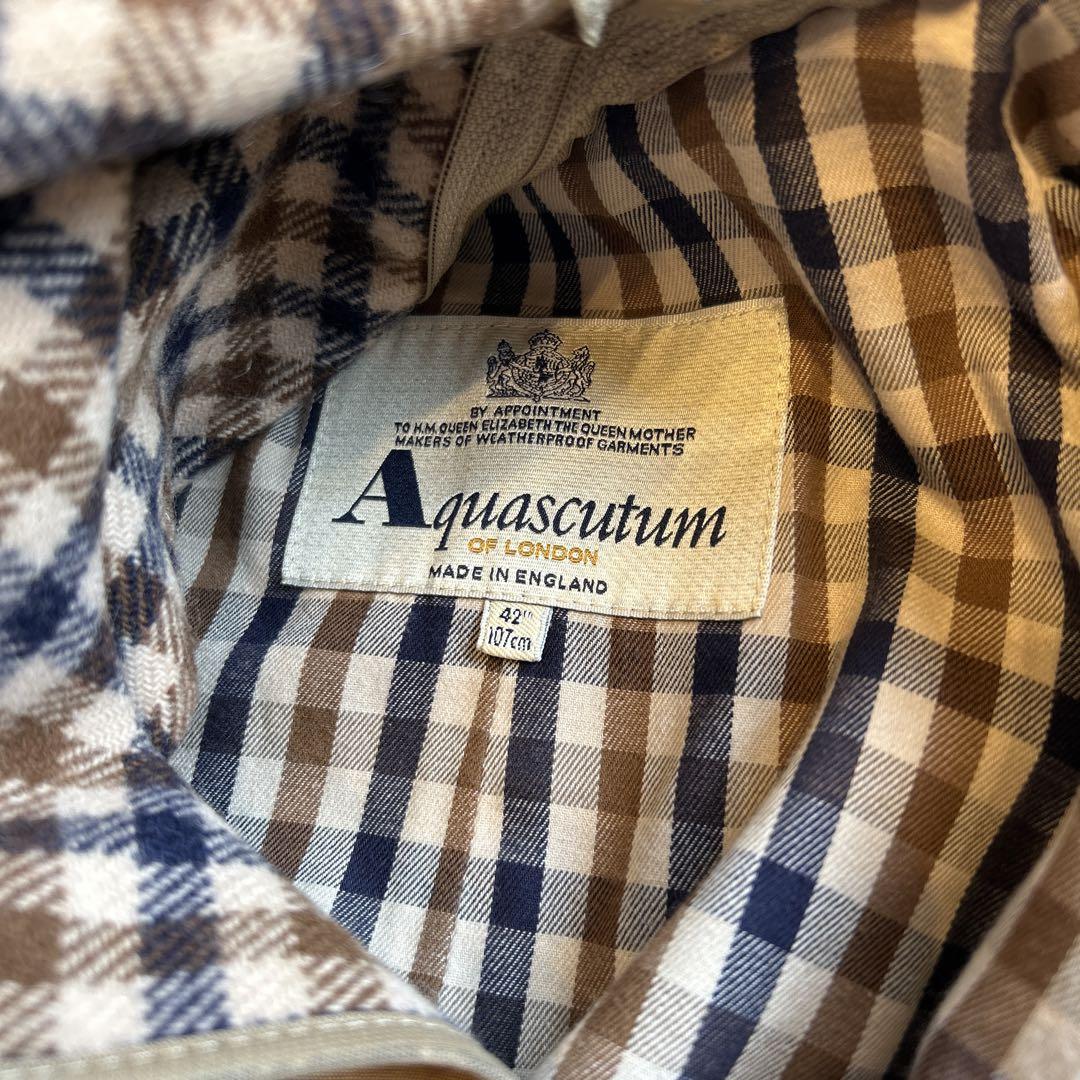 BY APPOINTMENT
TO H.M. QUEEN ELIZABETH THE QUEEN MOTHER
MAKERS OF WEATHERPROOF GARMENTS
Aquascutum
OF LONDON
MADE IN ENGLAND
42"
107cm